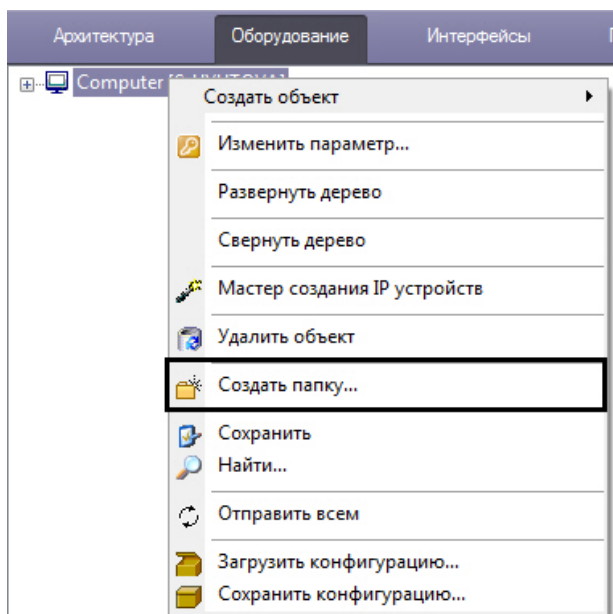 Архитектура Оборудование Интерфейсы
Computer
Создать объект
Изменить параметр...
Развернуть дерево
Свернуть дерево
Мастер создания IP устройств
Удалить объект
Создать папку...
Сохранить
Найти...
Отправить всем
Загрузить конфигурацию...
Сохранить конфигурацию...